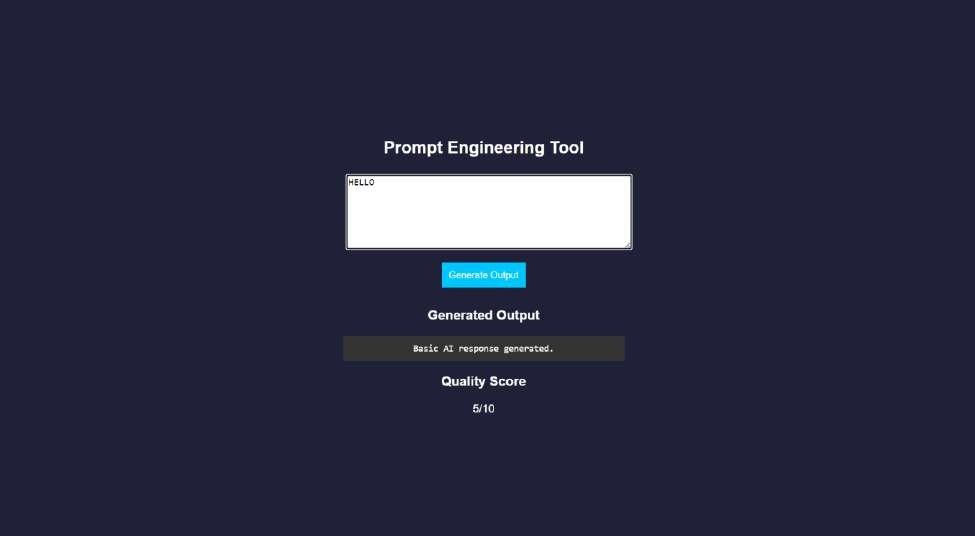 Prompt Engineering Tool
HELLO
Generate Output
Generated Output
Basic AI response generated.
Quality Score
5/10